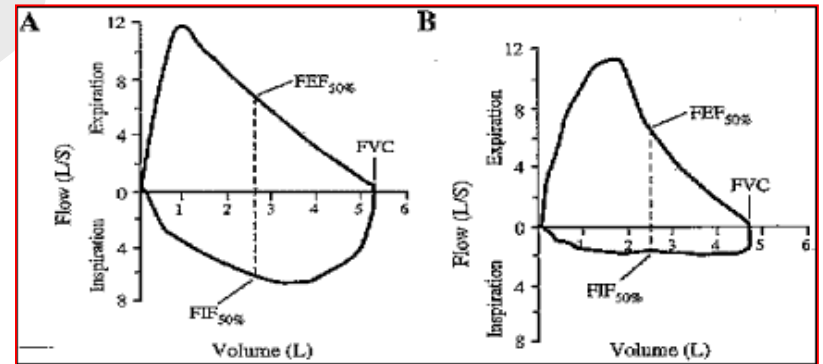 A
12
8
4
0
4
8
Expiration
Inspiration
Flow (L/S)
FEF50%
FVC
1 2 3 4 5 6
FIF50%
Volume (L)
B
12
8
4
0
2
4
8
Expiration
Inspiration
Flow (L/S)
FEF50%
FVC
1 2 3 4 5 6
FIF50%
Volume (L)